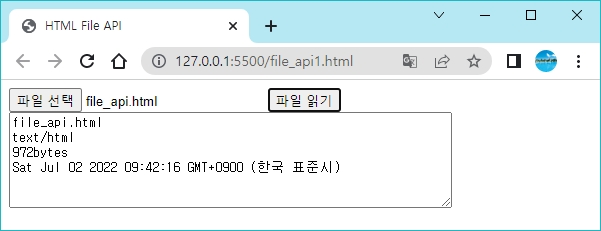 HTML File API
127.0.0.1:5500/file_api1.html
파일 선택 file_api.html 파일 읽기
file_api.html
text/html
972bytes
Sat Jul 02 2022 09:42:16 GMT+0900 (한국 표준시)